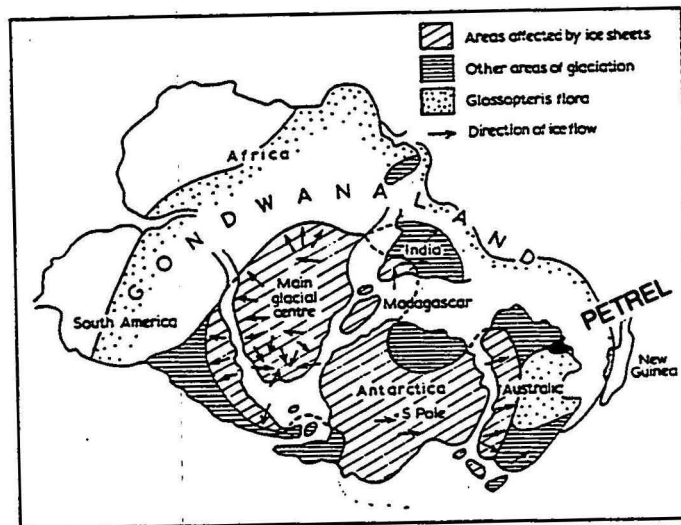 Areas affected by ice sheets
Other areas of glaciation
Glossopteris flora
Direction of ice flow
Africa
GONDWANALAND
India
Main
glacial
centre
Madagascar
PETREL
South America
New
Guinea
Australia
Antarctica
S Pole